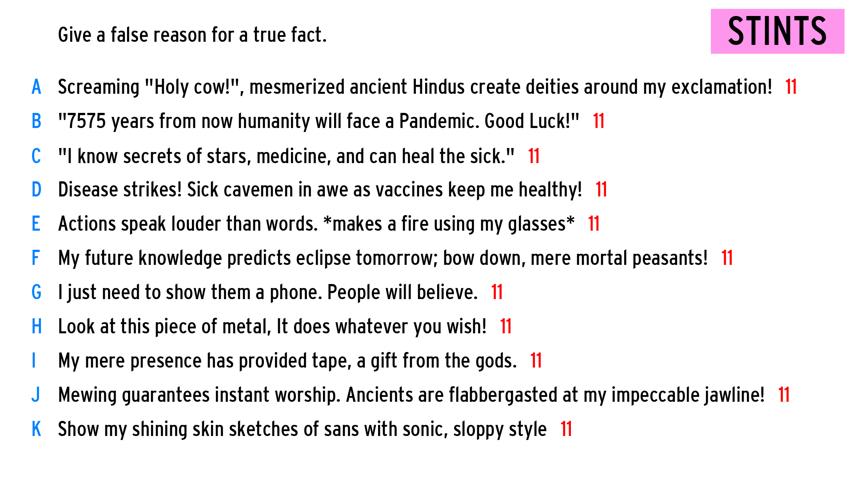 Give a false reason for a true fact.
STINTS
A Screaming "Holy cow!", mesmerized ancient Hindus create deities around my exclamation! 11
B "7575 years from now humanity will face a Pandemic. Good Luck!" 11
C "I know secrets of stars, medicine, and can heal the sick." 11
D Disease strikes! Sick cavemen in awe as vaccines keep me healthy! 11
E Actions speak louder than words. *makes a fire using my glasses* 11
F My future knowledge predicts eclipse tomorrow; bow down, mere mortal peasants! 11
G I just need to show them a phone. People will believe. 11
H Look at this piece of metal, It does whatever you wish! 11
I My mere presence has provided tape, a gift from the gods. 11
J Mewing guarantees instant worship. Ancients are flabbergasted at my impeccable jawline! 11
K Show my shining skin sketches of sans with sonic, sloppy style 11